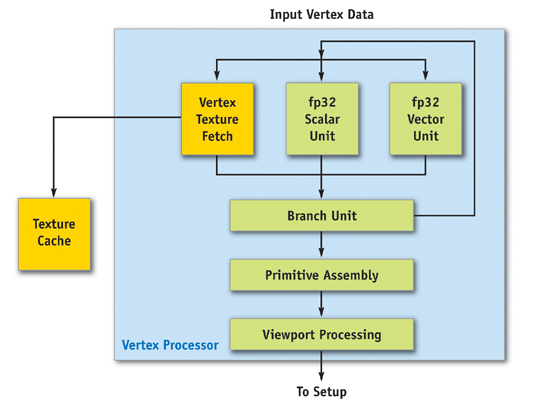 Input Vertex Data
Vertex
Texture
Fetch
fp32
Scalar
Unit
fp32
Vector
Unit
Texture
Cache
Branch Unit
Primitive Assembly
Viewport Processing
Vertex Processor
To Setup